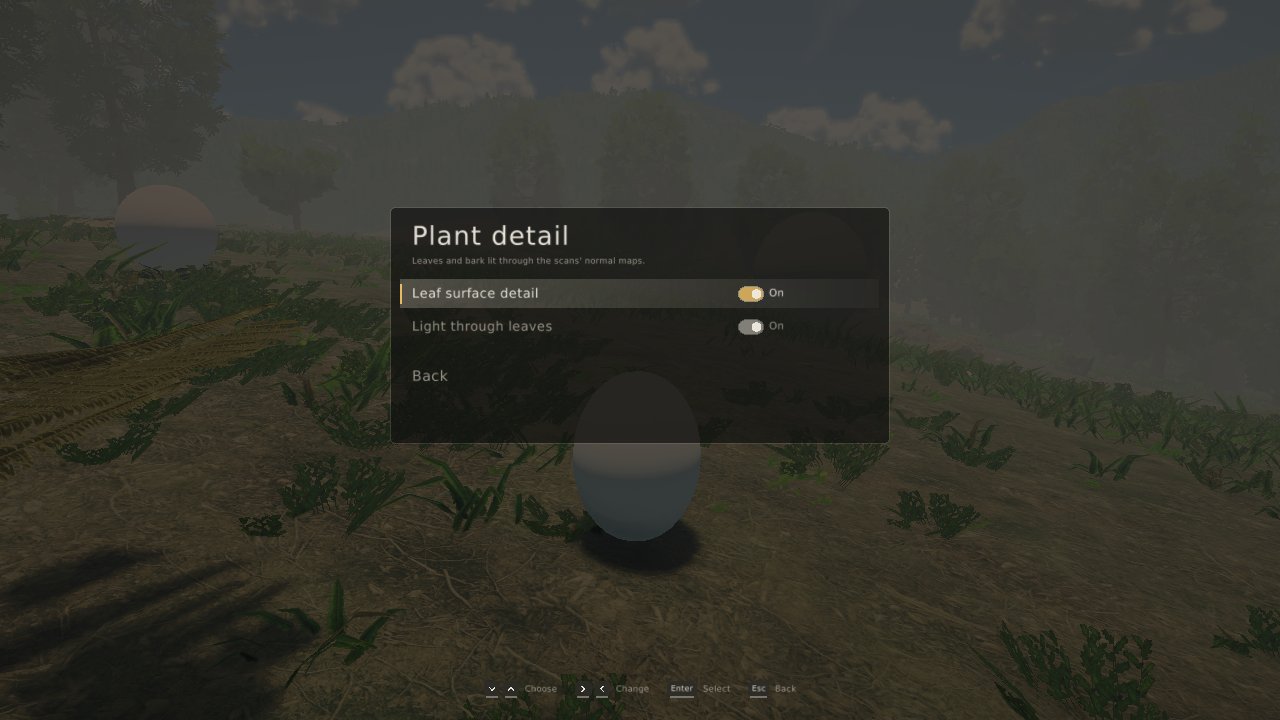 Plant detail
Leaves and bark lit through the scans' normal maps.
Leaf surface detail On
Light through leaves On
Back
Choose Change Enter Select Esc Back